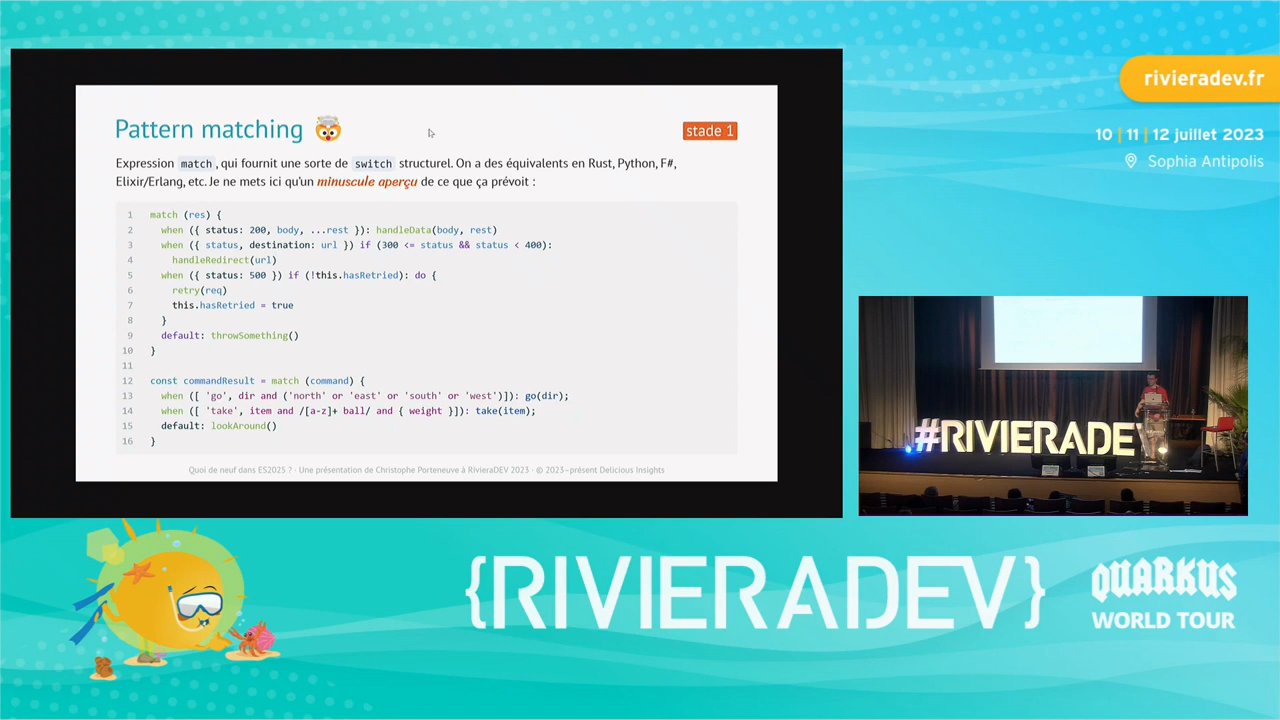 Pattern matching
stade 1
Expression match, qui fournit une sorte de switch structurel. On a des équivalents en Rust, Python, F#,
Elixir/Erlang, etc. Je ne mets ici qu'un minuscule aperçu de ce que ça prévoit :
1 match (res) {
2 when ({ status: 200, body, ...rest }): handleData(body, rest)
3 when ({ status, destination: url }) if (300 <= status && status < 400):
4 handleRedirect(url)
5 when ({ status: 500 }) if (!this.hasRetried): do {
6 retry(req)
7 this.hasRetried = true
8 }
9 default: throwSomething()
10 }
11
12 const commandResult = match (command) {
13 when ([ 'go', dir and ('north' or 'east' or 'south' or 'west')]): go(dir);
14 when ([ 'take', item and /[a-z]+ ball/ and { weight }]): take(item);
15 default: lookAround()
16 }
Quoi de neuf dans ES2025 ? - Une présentation de Christophe Porteneuve à RivieraDEV 2023 · © 2023–présent Delicious Insights
rivieradev.fr
10 | 11 | 12 juillet 2023
Sophia Antipolis
#RIVIERADE
{RIVIERADEV}
QUARKUS
WORLD TOUR